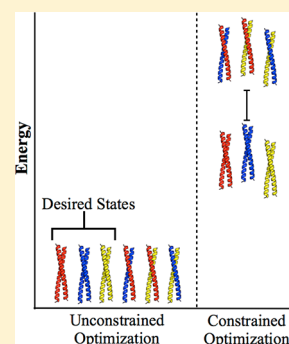 Energy
Desired States
Unconstrained
Optimization
Constrained
Optimization